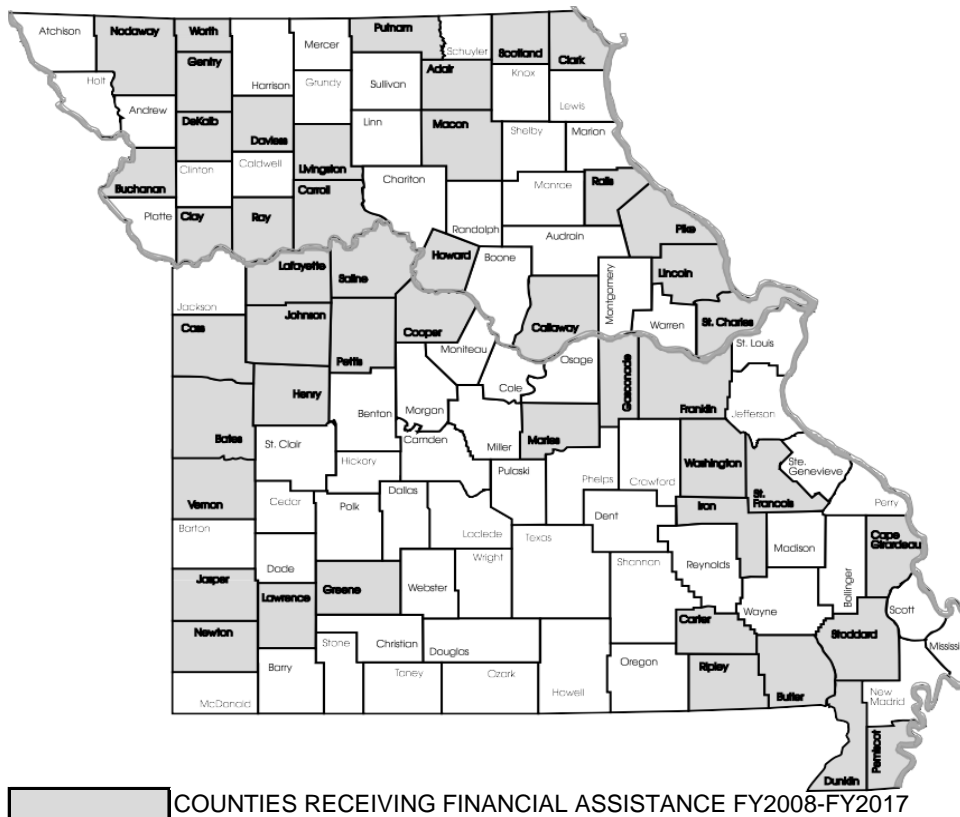 Atchison
Nodaway
Worth
Mercer
Putnam
Schuyler
Scotland
Clark
Gentry
Harrison
Grundy
Sullivan
Adair
Knox
Lewis
Holt
Andrew
DeKalb
Daviess
Linn
Macon
Shelby
Marion
Buchanan
Clinton
Caldwell
Livingston
Carroll
Chariton
Monroe
Ralls
Platte
Clay
Ray
Randolph
Audrain
Pike
Lafayette
Saline
Howard
Boone
Lincoln
Jackson
Johnson
Callaway
Montgomery
Warren
St. Charles
Cass
Pettis
Cooper
Moniteau
Osage
Gasconade
St. Louis
Henry
Benton
Morgan
Cole
Franklin
Jefferson
Bates
St. Clair
Camden
Miller
Maries
Washington
Ste.
Genevieve
Hickory
Pulaski
Phelps
Crawford
St.
Francois
Perry
Vernon
Cedar
Polk
Dallas
Laclede
Dent
Iron
Barton
Texas
Madison
Cape
Girardeau
Dade
Wright
Shannon
Reynolds
Bollinger
Jasper
Lawrence
Greene
Webster
Wayne
Scott
Newton
Stone
Christian
Douglas
Carter
Stoddard
Mississi
Barry
Taney
Ozark
Howell
Oregon
Ripley
Butler
New
Madrid
McDonald
Dunklin
Pemiscot
COUNTIES RECEIVING FINANCIAL ASSISTANCE FY2008-FY2017